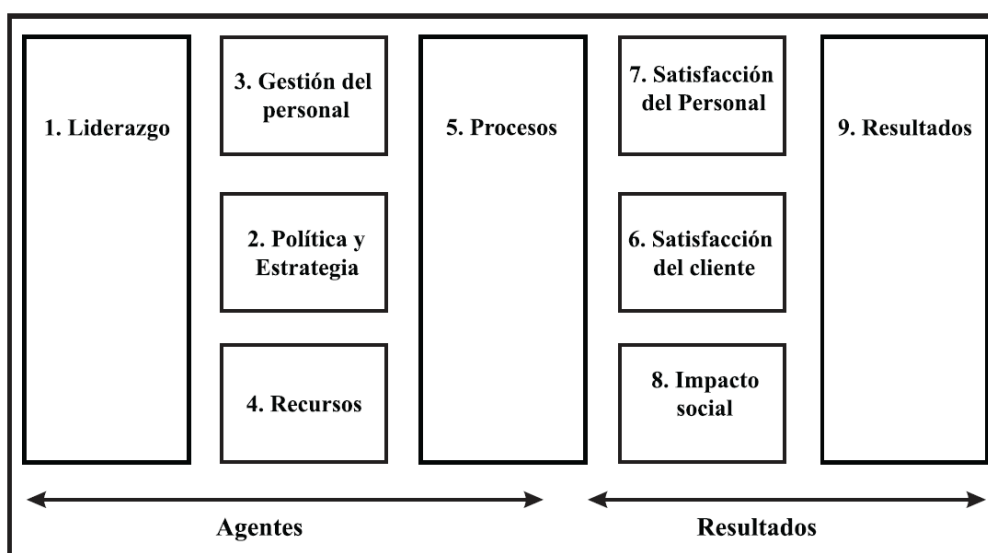 1. Liderazgo
3. Gestión del
personal
2. Política y
Estrategia
4. Recursos
5. Procesos
7. Satisfacción
del Personal
6. Satisfacción
del cliente
8. Impacto
social
9. Resultados
Agentes
Resultados